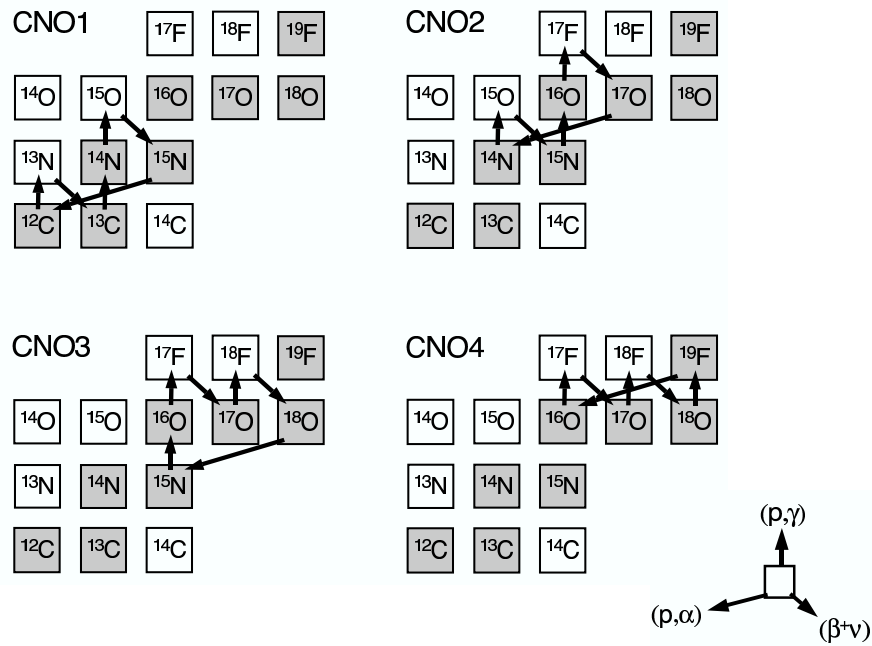 CNO1
¹⁷F ¹⁸F ¹⁹F
¹⁴O ¹⁵O ¹⁶O ¹⁷O ¹⁸O
¹³N ¹⁴N ¹⁵N
¹²C ¹³C ¹⁴C
CNO2
¹⁷F ¹⁸F ¹⁹F
¹⁴O ¹⁵O ¹⁶O ¹⁷O ¹⁸O
¹³N ¹⁴N ¹⁵N
¹²C ¹³C ¹⁴C
CNO3
¹⁷F ¹⁸F ¹⁹F
¹⁴O ¹⁵O ¹⁶O ¹⁷O ¹⁸O
¹³N ¹⁴N ¹⁵N
¹²C ¹³C ¹⁴C
CNO4
¹⁷F ¹⁸F ¹⁹F
¹⁴O ¹⁵O ¹⁶O ¹⁷O ¹⁸O
¹³N ¹⁴N ¹⁵N
¹²C ¹³C ¹⁴C
(p,γ)
(p,α)
(β⁺ν)